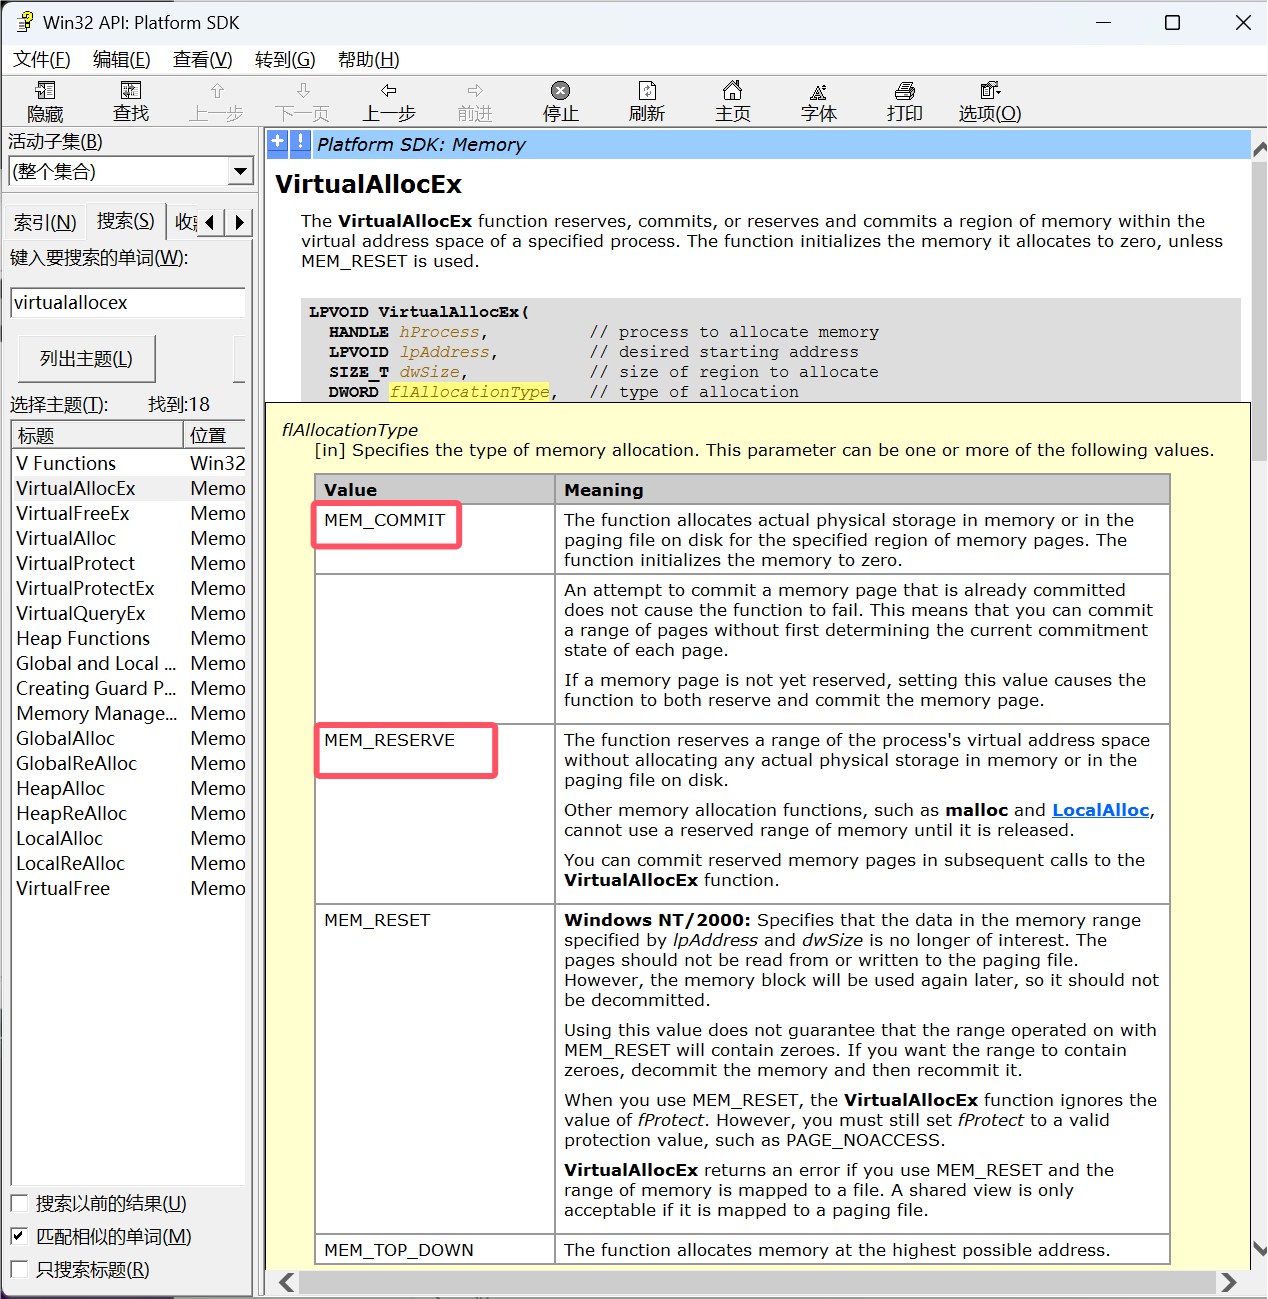 Win32 API: Platform SDK
文件(F) 编辑(E) 查看(V) 转到(G) 帮助(H)
隐藏 查找 上一步 下一页 上一步 前进 停止 刷新 主页 字体 打印 选项(O)
活动子集(B)
(整个集合)
索引(N) 搜索(S)
键入要搜索的单词(W):
virtualallocex
列出主题(L)
选择主题(T): 找到:18
标题 位置
V Functions Win32
VirtualAllocEx Memo
VirtualFreeEx Memo
VirtualAlloc Memo
VirtualProtect Memo
VirtualProtectEx Memo
VirtualQueryEx Memo
Heap Functions Memo
Global and Local ... Memo
Creating Guard P... Memo
Memory Manage... Memo
GlobalAlloc Memo
GlobalReAlloc Memo
HeapAlloc Memo
HeapReAlloc Memo
LocalAlloc Memo
LocalReAlloc Memo
VirtualFree Memo
搜索以前的结果(U)
匹配相似的单词(M)
只搜索标题(R)
Platform SDK: Memory
VirtualAllocEx
The VirtualAllocEx function reserves, commits, or reserves and commits a region of memory within the
virtual address space of a specified process. The function initializes the memory it allocates to zero, unless
MEM_RESET is used.
LPVOID VirtualAllocEx(
HANDLE hProcess, // process to allocate memory
LPVOID lpAddress, // desired starting address
SIZE_T dwSize, // size of region to allocate
DWORD flAllocationType, // type of allocation
flAllocationType
[in] Specifies the type of memory allocation. This parameter can be one or more of the following values.
Value Meaning
MEM_COMMIT The function allocates actual physical storage in memory or in the
paging file on disk for the specified region of memory pages. The
function initializes the memory to zero.
An attempt to commit a memory page that is already committed
does not cause the function to fail. This means that you can commit
a range of pages without first determining the current commitment
state of each page.
If a memory page is not yet reserved, setting this value causes the
function to both reserve and commit the memory page.
MEM_RESERVE The function reserves a range of the process's virtual address space
without allocating any actual physical storage in memory or in the
paging file on disk.
Other memory allocation functions, such as malloc and LocalAlloc,
cannot use a reserved range of memory until it is released.
You can commit reserved memory pages in subsequent calls to the
VirtualAllocEx function.
MEM_RESET Windows NT/2000: Specifies that the data in the memory range
specified by lpAddress and dwSize is no longer of interest. The
pages should not be read from or written to the paging file.
However, the memory block will be used again later, so it should not
be decommitted.
Using this value does not guarantee that the range operated on with
MEM_RESET will contain zeroes. If you want the range to contain
zeroes, decommit the memory and then recommit it.
When you use MEM_RESET, the VirtualAllocEx function ignores the
value of fProtect. However, you must still set fProtect to a valid
protection value, such as PAGE_NOACCESS.
VirtualAllocEx returns an error if you use MEM_RESET and the
range of memory is mapped to a file. A shared view is only
acceptable if it is mapped to a paging file.
MEM_TOP_DOWN The function allocates memory at the highest possible address.